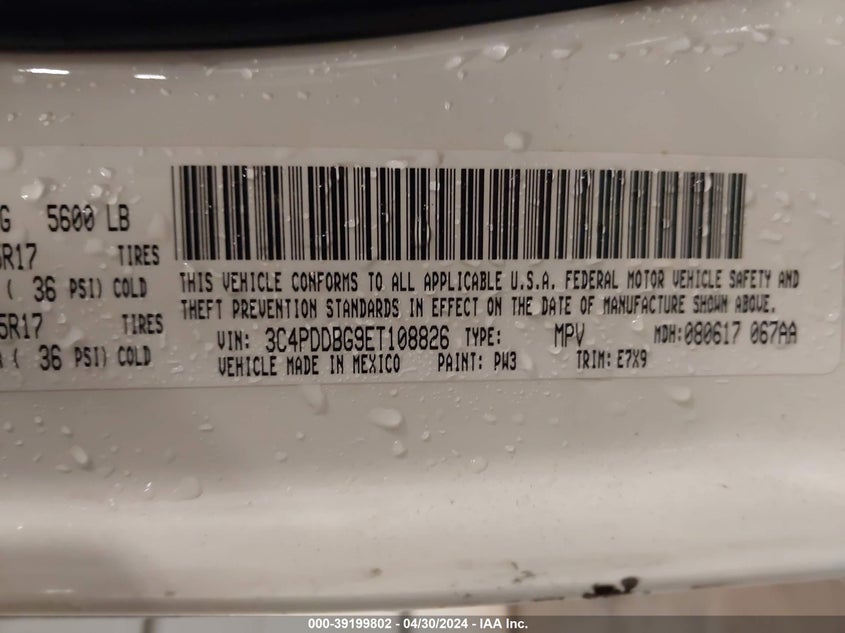 G 5600 LB
5R17 TIRES
( 36 PSI) COLD
5R17 TIRES
( 36 PSI) COLD
THIS VEHICLE CONFORMS TO ALL APPLICABLE U.S.A. FEDERAL MOTOR VEHICLE SAFETY AND
THEFT PREVENTION STANDARDS IN EFFECT ON THE DATE OF MANUFACTURE SHOWN ABOVE.
VIN: 3C4PDDBG9ET108826 TYPE: MPV MDH:080617 067AA
VEHICLE MADE IN MEXICO PAINT: PW3 TRIM: E7X9
000-39199802 - 04/30/2024 - IAA Inc.